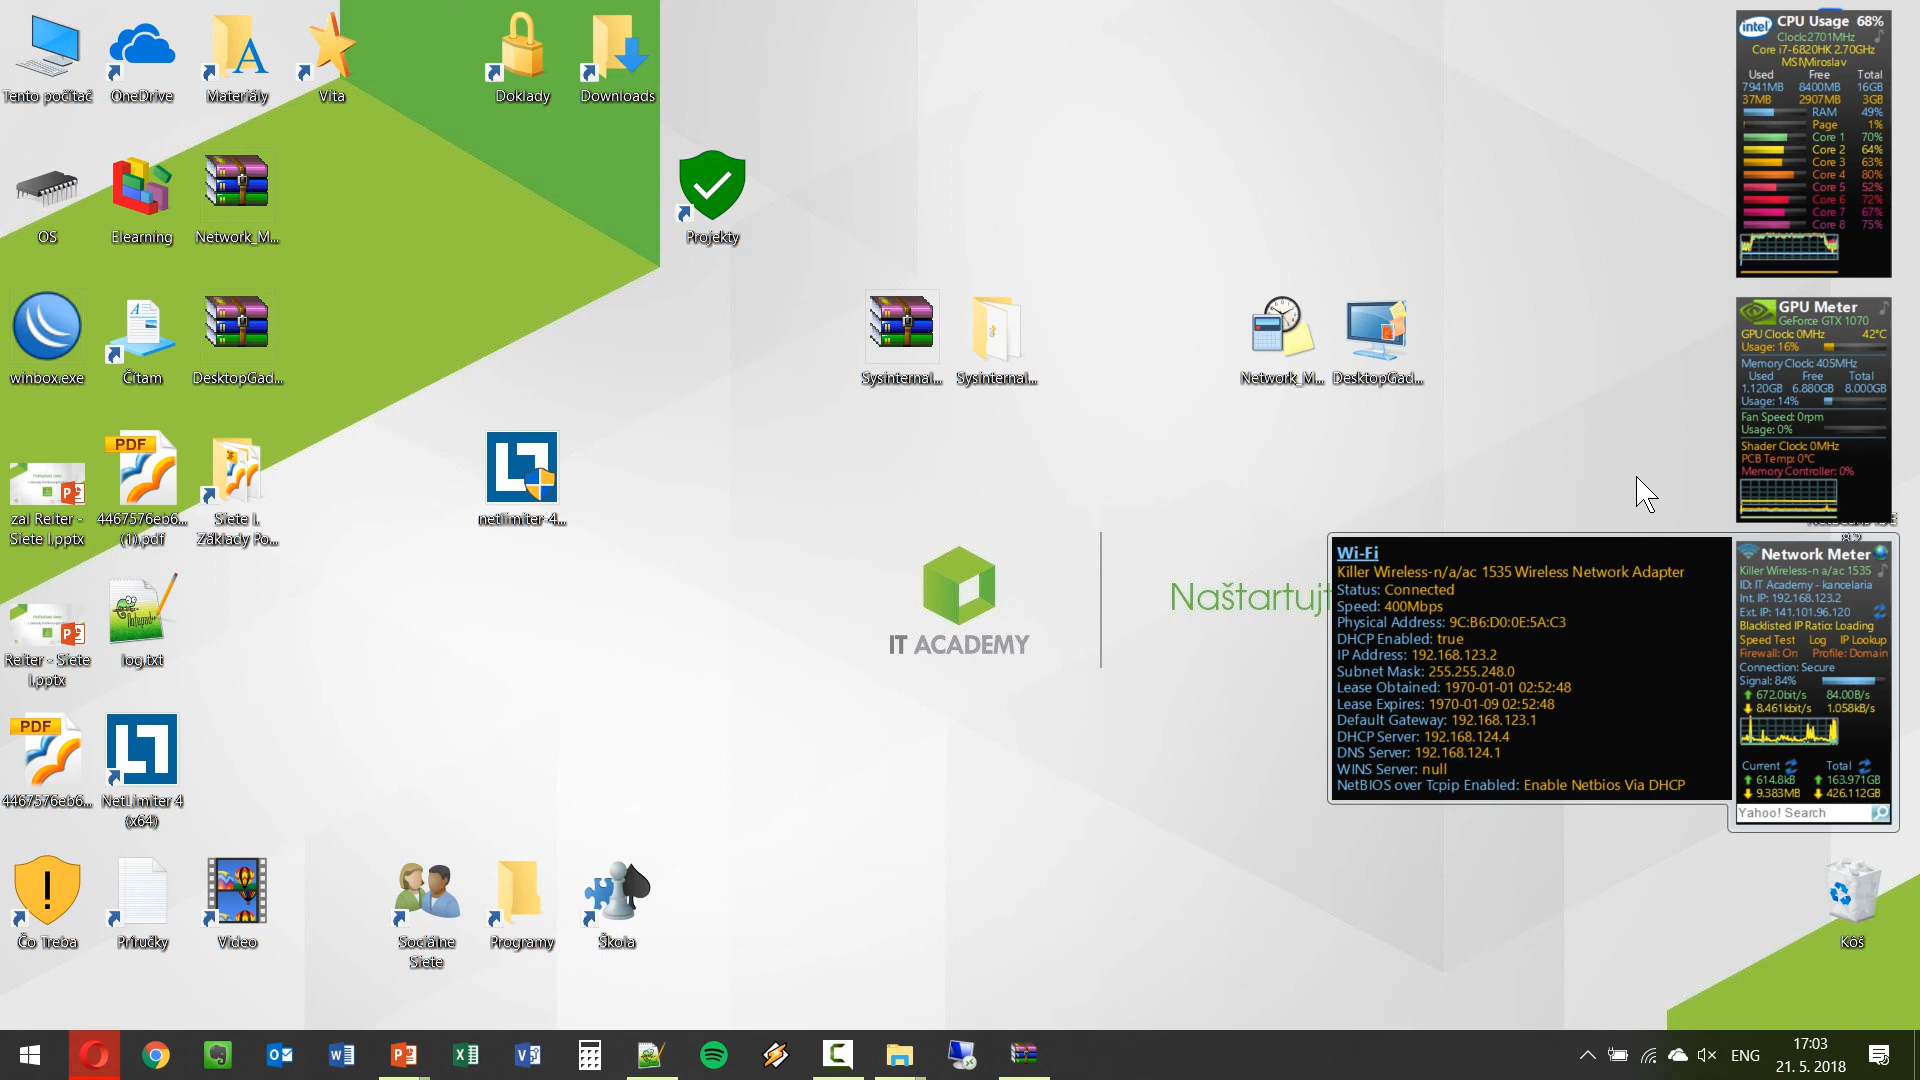 Tento počítač
OneDrive
Materiály
Vita
Doklady
Downloads
OS
Elearning
Network_M...
Projekty
winbox.exe
Čítam
DesktopGad...
Sysinternal...
Sysinternal...
Network_M...
DesktopGad...
PDF
zal Reiter -
Siete I.pptx
4467576eb6...
(1).pdf
Siete I.
Základy Po...
netlimiter-4...
Reiter - Siete
I.pptx
log.txt
PDF
4467576eb6...
NetLimiter 4
(x64)
Čo Treba
Príručky
Video
Sociálne
Siete
Programy
Škola
Kôš
IT ACADEMY
Naštartujt
intel
CPU Usage 68%
Clock:2701MHz
Core i7-6820HK 2.70GHz
MSI\Miroslav
Used Free Total
7941MB 8400MB 16GB
37MB 2907MB 3GB
RAM 49%
Page 1%
Core 1 70%
Core 2 64%
Core 3 63%
Core 4 80%
Core 5 52%
Core 6 72%
Core 7 67%
Core 8 75%
GPU Meter
GeForce GTX 1070
GPU Clock: 0MHz 42°C
Usage: 16%
Memory Clock: 405MHz
Used Free Total
1.120GB 6.880GB 8.000GB
Usage: 14%
Fan Speed: 0rpm
Usage: 0%
Shader Clock: 0MHz
PCB Temp: 0°C
Memory Controller: 0%
8.2
Wi-Fi
Killer Wireless-n/a/ac 1535 Wireless Network Adapter
Status: Connected
Speed: 400Mbps
Physical Address: 9C:B6:D0:0E:5A:C3
DHCP Enabled: true
IP Address: 192.168.123.2
Subnet Mask: 255.255.248.0
Lease Obtained: 1970-01-01 02:52:48
Lease Expires: 1970-01-09 02:52:48
Default Gateway: 192.168.123.1
DHCP Server: 192.168.124.4
DNS Server: 192.168.124.1
WINS Server: null
NetBIOS over Tcpip Enabled: Enable Netbios Via DHCP
Network Meter
Killer Wireless-n a/ac 1535
ID: IT Academy - kancelaria
Int. IP: 192.168.123.2
Ext. IP: 141.101.96.120
Blacklisted IP Ratio: Loading
Speed Test Log IP Lookup
Firewall: On Profile: Domain
Connection: Secure
Signal: 84%
672.0bit/s 84.00B/s
8.461kbit/s 1.058kB/s
Current Total
614.8kB 163.971GB
9.383MB 426.112GB
Yahoo! Search
ENG
17:03
21. 5. 2018